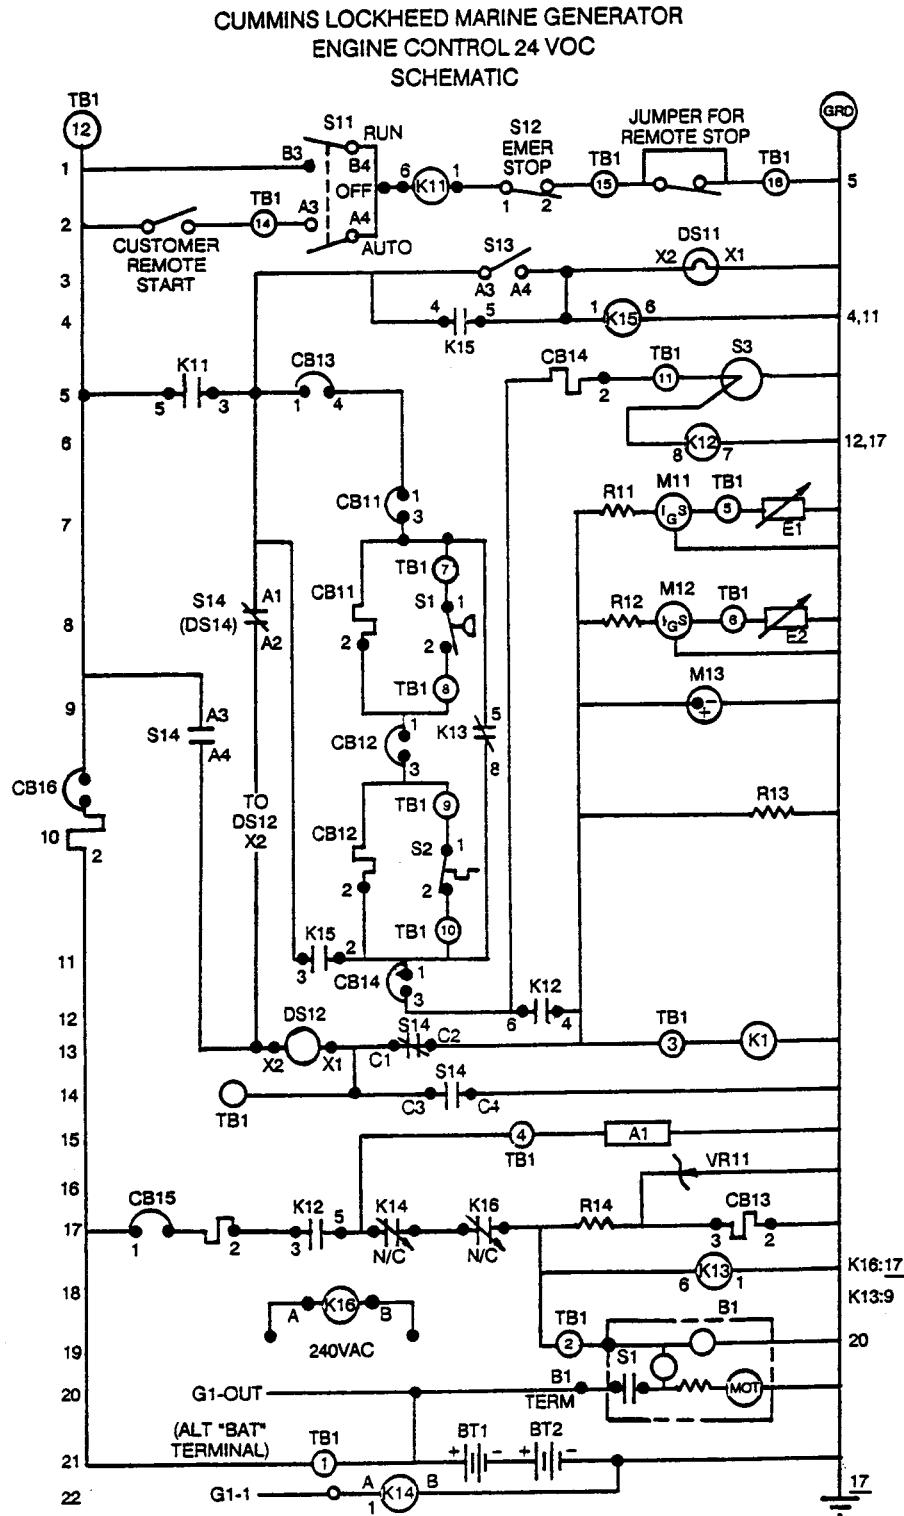 CUMMINS LOCKHEED MARINE GENERATOR
ENGINE CONTROL 24 VOC
SCHEMATIC
TB1
12
GRD
S11
RUN
S12
EMER
STOP
JUMPER FOR
REMOTE STOP
1
B3
B4
6
K11
1
TB1
15
TB1
16
5
OFF
1
2
2
TB1
14
A3
A4
AUTO
CUSTOMER
REMOTE
START
S13
DS11
X2
X1
3
A3
A4
4
4
5
K15
1
K15
6
4,11
K11
CB13
CB14
TB1
11
S3
5
5
3
1
4
2
6
8
K12
7
12,17
CB11
1
3
R11
M11
I
G
S
TB1
5
E1
7
TB1
7
S14
(DS14)
A1
A2
CB11
2
S1
1
2
R12
M12
I
G
S
TB1
6
E2
8
TB1
8
M13
+
-
9
S14
A3
A4
CB12
1
3
K13
5
8
CB16
TO
DS12
X2
R13
10
2
CB12
2
TB1
9
S2
1
2
TB1
10
11
K15
3
2
CB14
1
3
K12
6
4
12
DS12
S14
TB1
3
K1
13
X2
X1
C1
C2
14
TB1
S14
C3
C4
15
4
TB1
A1
16
VR11
CB15
K12
K14
K16
R14
CB13
17
1
2
3
5
N/C
N/C
3
2
18
A
K16
B
6
K13
1
K16:17
K13:9
240VAC
TB1
2
B1
19
S1
20
20
G1-OUT
B1
TERM
MOT
(ALT "BAT"
TERMINAL)
TB1
1
BT1
+
-
BT2
+
-
21
22
G1-1
A
1
K14
B
17